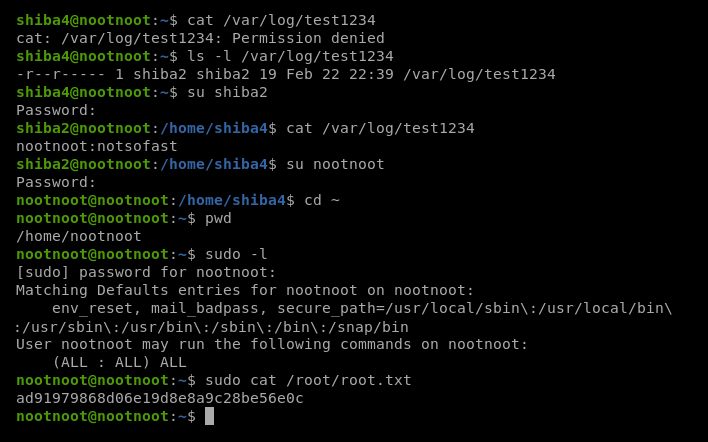 shiba4@nootnoot:~$ cat /var/log/test1234
cat: /var/log/test1234: Permission denied
shiba4@nootnoot:~$ ls -l /var/log/test1234
-r--r----- 1 shiba2 shiba2 19 Feb 22 22:39 /var/log/test1234
shiba4@nootnoot:~$ su shiba2
Password:
shiba2@nootnoot:/home/shiba4$ cat /var/log/test1234
nootnoot:notsofast
shiba2@nootnoot:/home/shiba4$ su nootnoot
Password:
nootnoot@nootnoot:/home/shiba4$ cd ~
nootnoot@nootnoot:~$ pwd
/home/nootnoot
nootnoot@nootnoot:~$ sudo -l
[sudo] password for nootnoot:
Matching Defaults entries for nootnoot on nootnoot:
    env_reset, mail_badpass, secure_path=/usr/local/sbin\:/usr/local/bin\
:/usr/sbin\:/usr/bin\:/sbin\:/bin\:/snap/bin
User nootnoot may run the following commands on nootnoot:
    (ALL : ALL) ALL
nootnoot@nootnoot:~$ sudo cat /root/root.txt
ad91979868d06e19d8e8a9c28be56e0c
nootnoot@nootnoot:~$